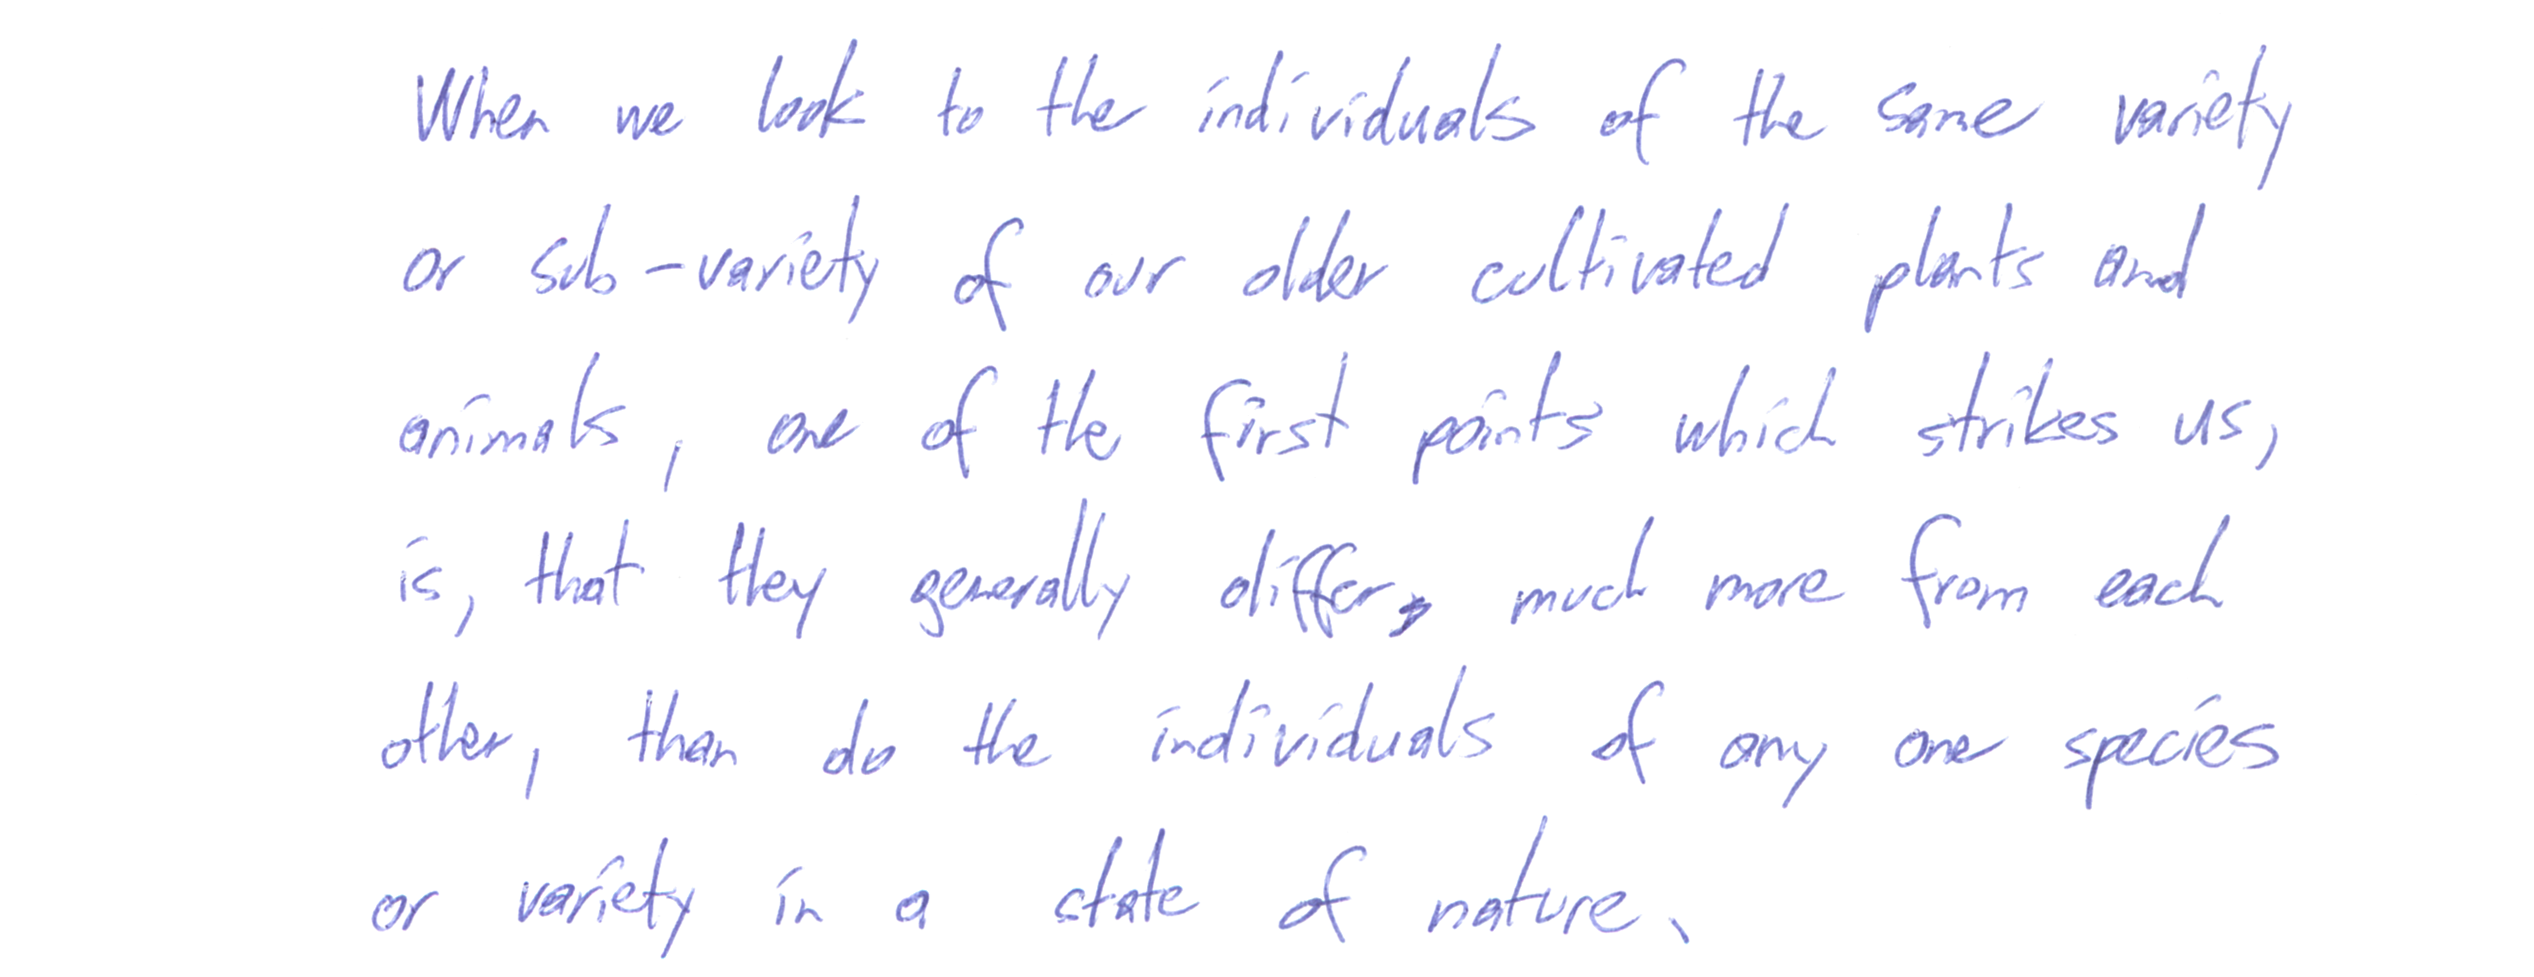 When we look to the individuals of the same variety
or sub-variety of our older cultivated plants and
animals, one of the first points which strikes us,
is, that they generally differ, much more from each
other, than do the individuals of any one species
or variety in a state of nature.